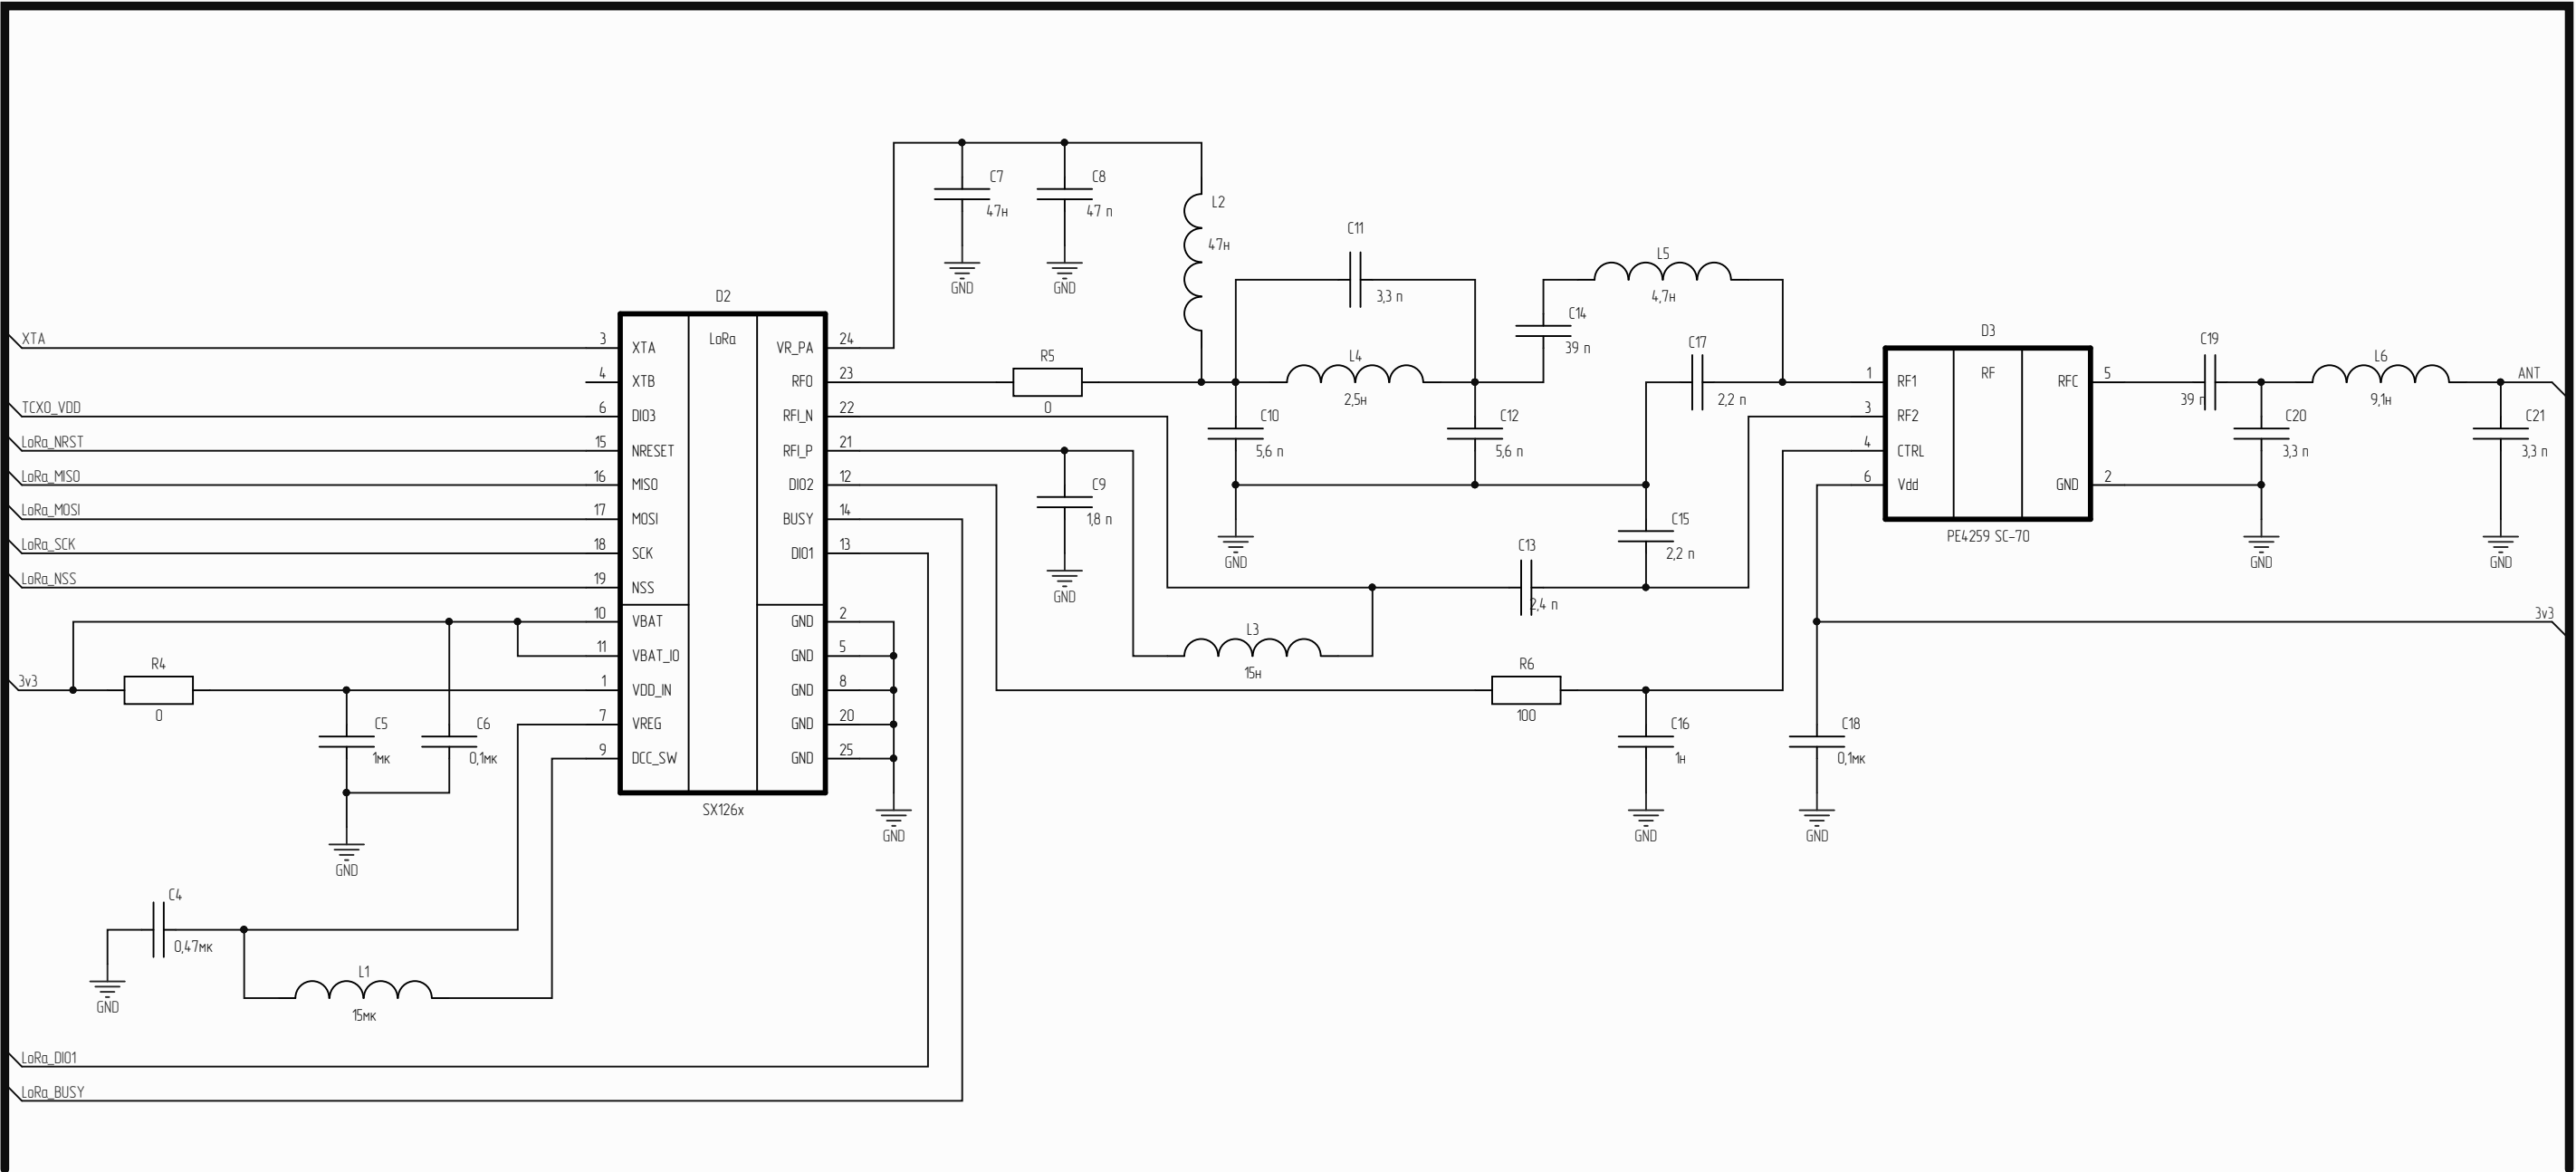 C7
47н
GND
C8
47 п
GND
L2
47н
C11
3,3 п
L4
2,5н
C10
5,6 п
GND
C12
5,6 п
C14
39 п
L5
4,7н
C17
2,2 п
C15
2,2 п
C13
2,4 п
R5
0
C9
1,8 п
GND
L3
15н
R6
100
C16
1н
GND
C18
0,1мк
GND
D2
LoRa
SX126x
XTA
3
XTA
4
XTB
TCXO_VDD
6
DIO3
LoRa_NRST
15
NRESET
LoRa_MISO
16
MISO
LoRa_MOSI
17
MOSI
LoRa_SCK
18
SCK
LoRa_NSS
19
NSS
10
VBAT
11
VBAT_IO
3v3
R4
0
1
VDD_IN
7
VREG
9
DCC_SW
VR_PA
24
RFO
23
RFI_N
22
RFI_P
21
DIO2
12
BUSY
14
DIO1
13
GND
2
GND
5
GND
8
GND
20
GND
25
GND
C5
1мк
C6
0,1мк
GND
C4
0,47мк
GND
L1
15мк
LoRa_DIO1
LoRa_BUSY
D3
RF
PE4259 SC-70
1
RF1
3
RF2
4
CTRL
6
Vdd
RFC
5
GND
2
C19
39 п
C20
3,3 п
GND
L6
9,1н
ANT
C21
3,3 п
GND
3v3